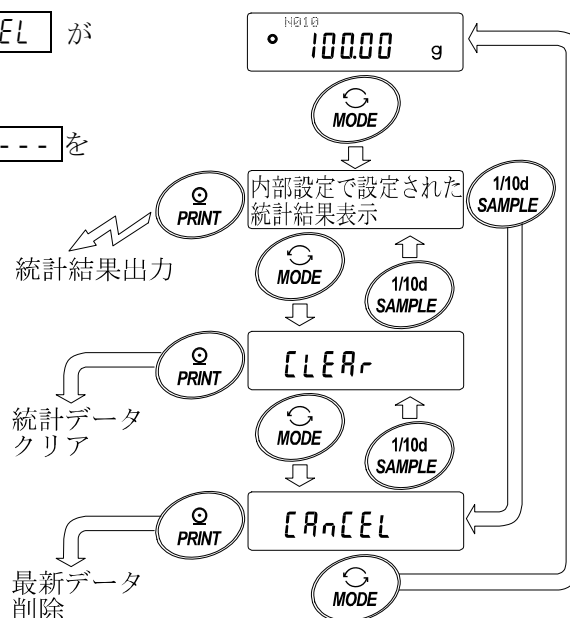 EL が
N010
100.00 g
MODE
--- を
内部設定で設定された
統計結果表示
PRINT
1/10d
SAMPLE
統計結果出力
MODE
1/10d
SAMPLE
PRINT
CLEAr
統計データ
クリア
MODE
1/10d
SAMPLE
PRINT
CAnCEL
最新データ
削除
MODE